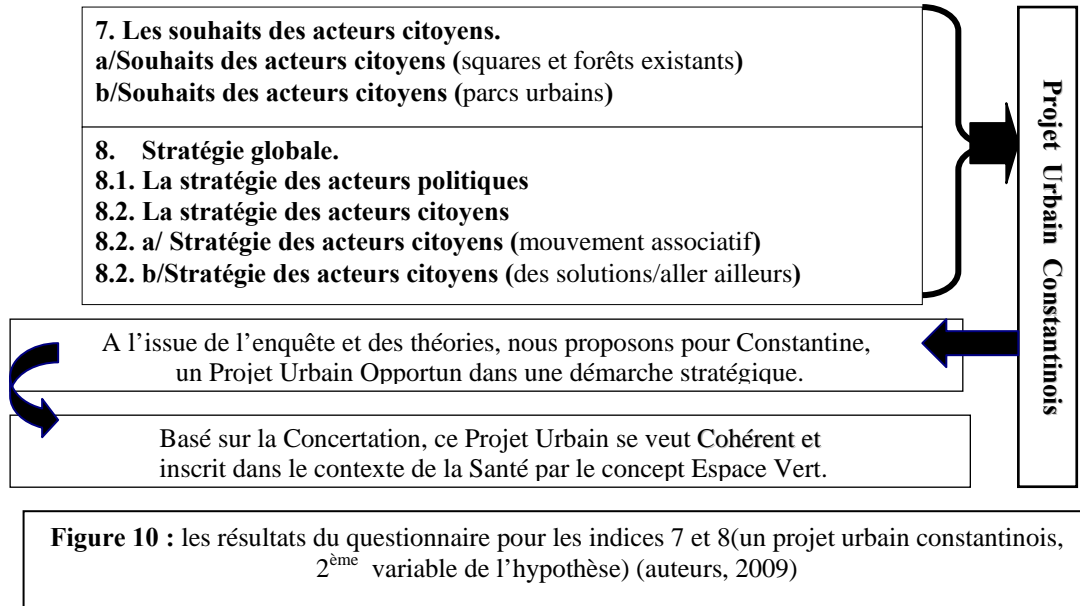 7. Les souhaits des acteurs citoyens.
a/Souhaits des acteurs citoyens (squares et forêts existants)
b/Souhaits des acteurs citoyens (parcs urbains)
8. Stratégie globale.
8.1. La stratégie des acteurs politiques
8.2. La stratégie des acteurs citoyens
8.2. a/ Stratégie des acteurs citoyens (mouvement associatif)
8.2. b/Stratégie des acteurs citoyens (des solutions/aller ailleurs)
Projet Urbain Constantinois
A l'issue de l'enquête et des théories, nous proposons pour Constantine,
un Projet Urbain Opportun dans une démarche stratégique.
Basé sur la Concertation, ce Projet Urbain se veut Cohérent et
inscrit dans le contexte de la Santé par le concept Espace Vert.
Figure 10 : les résultats du questionnaire pour les indices 7 et 8(un projet urbain constantinois,
2ème variable de l'hypothèse) (auteurs, 2009)